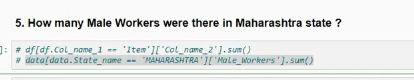 5. How many Male Workers were there in Maharashtra state ?
]: # df[df.Col_name_1 == 'Item']['Col_name_2'].sum()
# data[data.State_name == 'MAHARASHTRA']['Male_Workers'].sum()